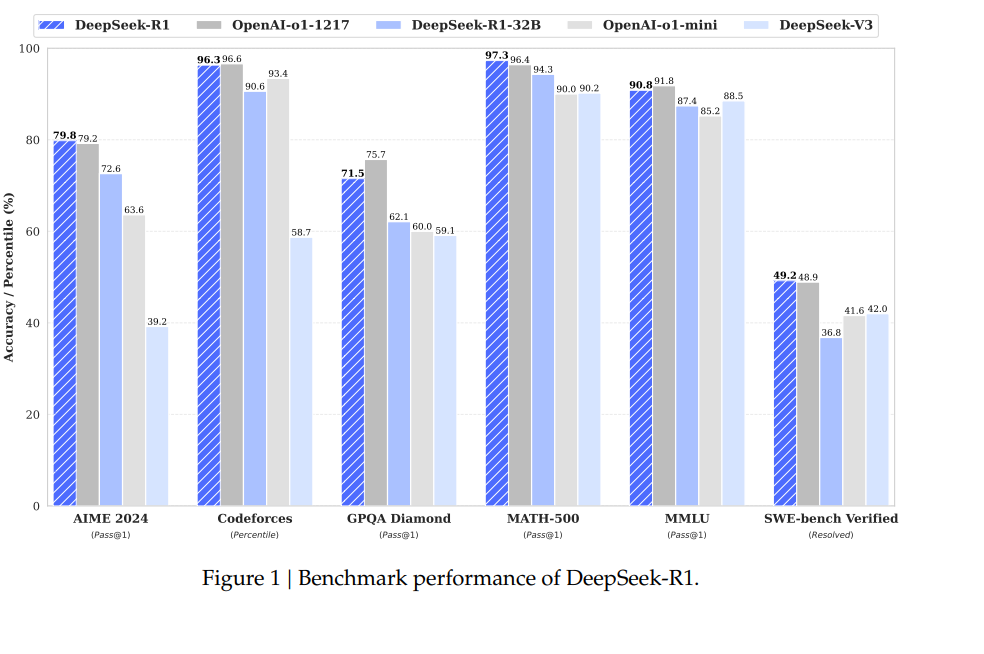 DeepSeek-R1 OpenAI-o1-1217 DeepSeek-R1-32B OpenAI-o1-mini DeepSeek-V3
Accuracy / Percentile (%)
100
80
60
40
20
0
79.8 79.2 72.6 63.6 39.2
96.3 96.6 90.6 93.4 58.7
71.5 75.7 62.1 60.0 59.1
97.3 96.4 94.3 90.0 90.2
90.8 91.8 87.4 85.2 88.5
49.2 48.9 36.8 41.6 42.0
AIME 2024 Codeforces GPQA Diamond MATH-500 MMLU SWE-bench Verified
(Pass@1) (Percentile) (Pass@1) (Pass@1) (Pass@1) (Resolved)
Figure 1 | Benchmark performance of DeepSeek-R1.